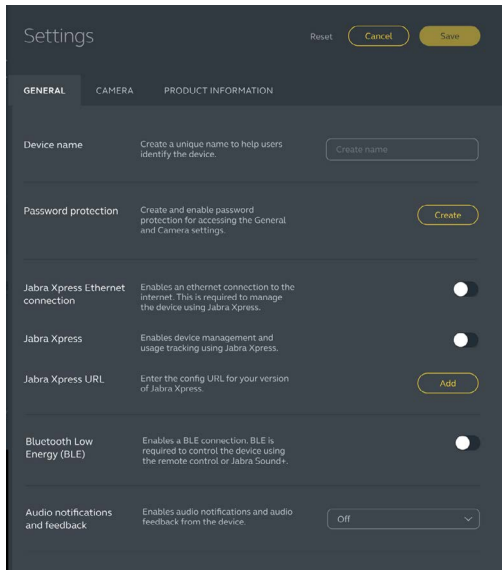 Settings
Reset
Cancel
Save
GENERAL
CAMERA
PRODUCT INFORMATION
Device name
Create a unique name to help users
identify the device.
Create name
Password protection
Create and enable password
protection for accessing the General
and Camera settings.
Create
Jabra Xpress Ethernet
connection
Enables an ethernet connection to the
internet. This is required to manage
the device using Jabra Xpress.
Jabra Xpress
Enables device management and
usage tracking using Jabra Xpress.
Jabra Xpress URL
Enter the config URL for your version
of Jabra Xpress.
Add
Bluetooth Low
Energy (BLE)
Enables a BLE connection. BLE is
required to control the device using
the remote control or Jabra Sound+.
Audio notifications
and feedback
Enables audio notifications and audio
feedback from the device.
Off